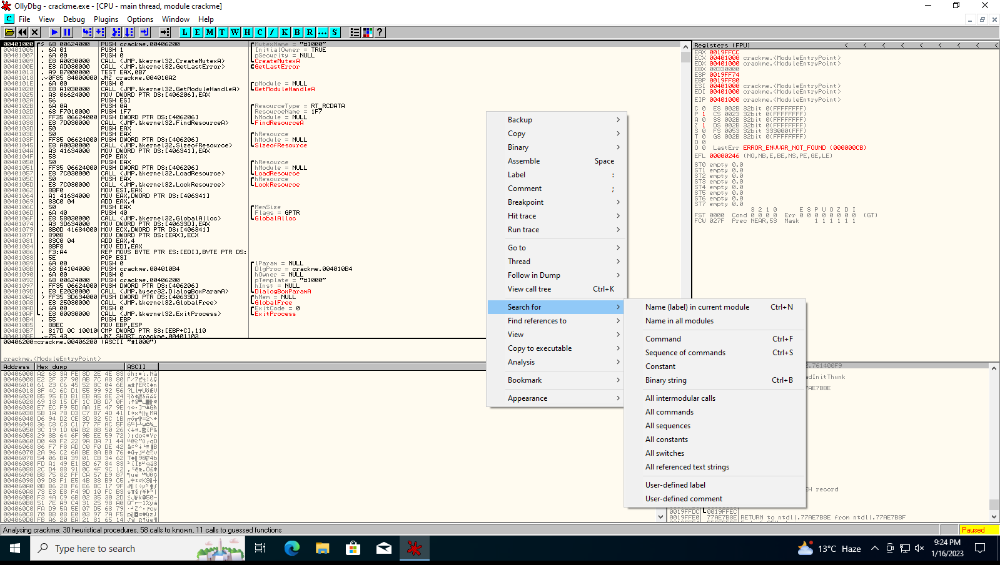 OllyDbg - crackme.exe - [CPU - main thread, module crackme]
File View Debug Plugins Options Window Help
L E M T W H C / K B R ... S
00401000 $ 68 00624000 PUSH crackme.00406200 MutexName = "#1000"
00401005 . 6A 01 PUSH 1 InitialOwner = TRUE
00401007 . 6A 00 PUSH 0 pSecurity = NULL
00401009 . E8 A0030000 CALL <JMP.&kernel32.CreateMutexA> CreateMutexA
0040100E . E8 AD030000 CALL <JMP.&kernel32.GetLastError> GetLastError
00401013 . A9 B7000000 TEST EAX,0B7
00401018 . 0F85 84000000 JNZ crackme.004010A2
0040101E . 6A 00 PUSH 0 pModule = NULL
00401020 . E8 A1030000 CALL <JMP.&kernel32.GetModuleHandleA> GetModuleHandleA
00401025 . A3 06624000 MOV DWORD PTR DS:[406206],EAX
0040102A . 56 PUSH ESI
0040102B . 6A 0A PUSH 0A ResourceType = RT_RCDATA
0040102D . 68 F7010000 PUSH 1F7 ResourceName = 1F7
00401032 . FF35 06624000 PUSH DWORD PTR DS:[406206] hModule = NULL
00401038 . E8 7D030000 CALL <JMP.&kernel32.FindResourceA> FindResourceA
0040103D . 50 PUSH EAX
0040103E . 50 PUSH EAX hResource
0040103F . FF35 06624000 PUSH DWORD PTR DS:[406206] hModule = NULL
00401045 . E8 A0030000 CALL <JMP.&kernel32.SizeofResource> SizeofResource
0040104A . A3 41634000 MOV DWORD PTR DS:[406341],EAX
0040104F . 58 POP EAX
00401050 . 50 PUSH EAX hResource
00401051 . FF35 06624000 PUSH DWORD PTR DS:[406206] hModule = NULL
00401057 . E8 7C030000 CALL <JMP.&kernel32.LoadResource> LoadResource
0040105C . 50 PUSH EAX hResource
0040105D . E8 7C030000 CALL <JMP.&kernel32.LockResource> LockResource
00401062 . 8BF0 MOV ESI,EAX
00401064 . A1 41634000 MOV EAX,DWORD PTR DS:[406341]
00401069 . 83C0 04 ADD EAX,4
0040106C . 50 PUSH EAX MemSize
0040106D . 6A 40 PUSH 40 Flags = GPTR
0040106F . E8 58030000 CALL <JMP.&kernel32.GlobalAlloc> GlobalAlloc
00401074 . A3 3D634000 MOV DWORD PTR DS:[40633D],EAX
00401079 . 8B0D 41634000 MOV ECX,DWORD PTR DS:[406341]
0040107F . 8908 MOV DWORD PTR DS:[EAX],ECX
00401081 . 83C0 04 ADD EAX,4
00401084 . 8BF8 MOV EDI,EAX
00401086 . F3:A4 REP MOVS BYTE PTR ES:[EDI],BYTE PTR DS:
00401088 . 5E POP ESI
00401089 . 6A 00 PUSH 0 lParam = NULL
0040108B . 68 B4104000 PUSH crackme.004010B4 DlgProc = crackme.004010B4
00401090 . 6A 00 PUSH 0 hOwner = NULL
00401092 . 68 00624000 PUSH crackme.00406200 pTemplate = "#1000"
00401097 . FF35 06624000 PUSH DWORD PTR DS:[406206] hInst = NULL
0040109D . E8 E2020000 CALL <JMP.&user32.DialogBoxParamA> DialogBoxParamA
004010A2 > FF35 3D634000 PUSH DWORD PTR DS:[40633D] hMem = NULL
004010A8 . E8 25030000 CALL <JMP.&kernel32.GlobalFree> GlobalFree
004010AD . 6A 00 PUSH 0 ExitCode = 0
004010AF . E8 00030000 CALL <JMP.&kernel32.ExitProcess> ExitProcess
004010B4 . 55 PUSH EBP
004010B5 . 8BEC MOV EBP,ESP
004010B7 . 817D 0C 10010 CMP DWORD PTR SS:[EBP+C],110
004010BE . 75 43 JNZ SHORT crackme.00401103
00406200=crackme.00406200 (ASCII "#1000")
crackme.<ModuleEntryPoint>
Registers (FPU)
EAX 0019FFCC
ECX 00401000 crackme.<ModuleEntryPoint>
EDX 00401000 crackme.<ModuleEntryPoint>
EBX 00330000
ESP 0019FF74
EBP 0019FF80
ESI 00401000 crackme.<ModuleEntryPoint>
EDI 00401000 crackme.<ModuleEntryPoint>
EIP 00401000 crackme.<ModuleEntryPoint>
C 0 ES 002B 32bit 0(FFFFFFFF)
P 1 CS 0023 32bit 0(FFFFFFFF)
A 0 SS 002B 32bit 0(FFFFFFFF)
Z 1 DS 002B 32bit 0(FFFFFFFF)
S 0 FS 0053 32bit 333000(FFF)
T 0 GS 002B 32bit 0(FFFFFFFF)
D 0
O 0 LastErr ERROR_ENVVAR_NOT_FOUND (000000CB)
EFL 00000246 (NO,NB,E,BE,NS,PE,GE,LE)
ST0 empty 0.0
ST1 empty 0.0
ST2 empty 0.0
ST3 empty 0.0
ST4 empty 0.0
ST5 empty 0.0
ST6 empty 0.0
ST7 empty 0.0
3 2 1 0 E S P U O Z D I
FST 0000 Cond 0 0 0 0 Err 0 0 0 0 0 0 0 0 (GT)
FCW 027F Prec NEAR,53 Mask 1 1 1 1 1 1
Backup
Copy
Binary
Assemble Space
Label :
Comment ;
Breakpoint
Hit trace
Run trace
Go to
Thread
Follow in Dump
View call tree Ctrl+K
Search for
Find references to
View
Copy to executable
Analysis
Bookmark
Appearance
Name (label) in current module Ctrl+N
Name in all modules
Command Ctrl+F
Sequence of commands Ctrl+S
Constant
Binary string Ctrl+B
All intermodular calls
All commands
All sequences
All constants
All switches
All referenced text strings
User-defined label
User-defined comment
Address Hex dump ASCII
00406000 A2 68 3A FE 8D 2E 4E 83
00406008 E2 2F 37 90 AB 7C A8 80
00406010 61 23 C6 45 52 8C 04 6E
00406018 3F 4C 6C D1 55 99 92 56
00406020 B5 95 ED B1 EB A5 8E 24
00406028 69 18 15 DF 1C DB D7 0F
00406030 E7 EC F9 5D AA 1E 47 9E
00406038 5B 1A 78 D3 C7 B7 4D 41
00406040 D6 94 D2 CE 3D 32 5C 1B
00406048 36 C8 C3 C1 77 7F AC 5F
00406050 3C 19 1D 0A B2 8B 50 26
00406058 29 3B 64 6F 9B EE 59 72
00406060 D0 40 F2 22 9A DA 71 44
00406068 86 F7 F8 AD C0 F0 DE 42
00406070 2A 96 C2 6A BE 8A B0 76
00406078 54 06 BA 39 01 CB 34 62
00406080 FD A1 49 E1 BD 67 84 33
00406088 2C D4 88 91 0C 4F 9C 12
00406090 B8 75 82 FF CA 57 E9 87
00406098 09 D8 F1 E5 4B 38 B9 C5
004060A0 0B B6 28 F6 E6 BC 17 9F
004060A8 73 E3 E8 F4 9D 10 FC B3
004060B0 F3 4A C9 6B 02 35 30 2D
004060B8 51 7E A9 C4 31 25 98 A0
004060C0 FA D9 5A 5E 07 D5 63 79
004060C8 70 BB 08 E0 03 97 7A F5
004060D0 FB A6 20 EA 21 81 65 14
2.761400F9
adInitThunk
77AE7BBE
EH record
0019FFDC 0019FFEC
0019FFE0 77AE7B8E RETURN to ntdll.77AE7B8E from ntdll.77AE7B8F
Analysing crackme: 30 heuristical procedures, 58 calls to known, 11 calls to guessed functions
Paused
Type here to search
13°C Haze
9:24 PM
1/16/2023